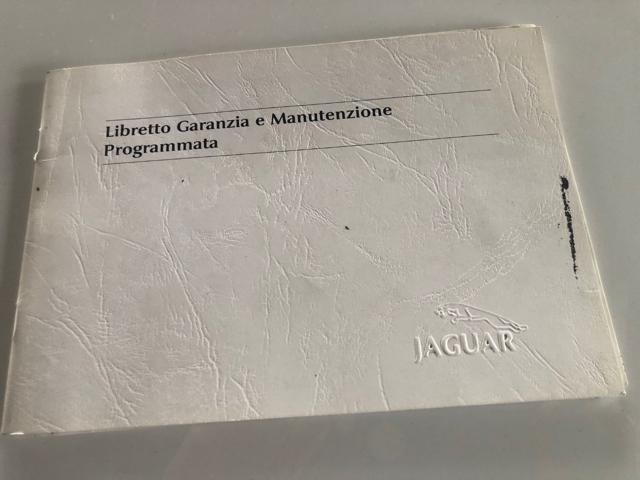 Libretto Garanzia e Manutenzione
Programmata
JAGUAR